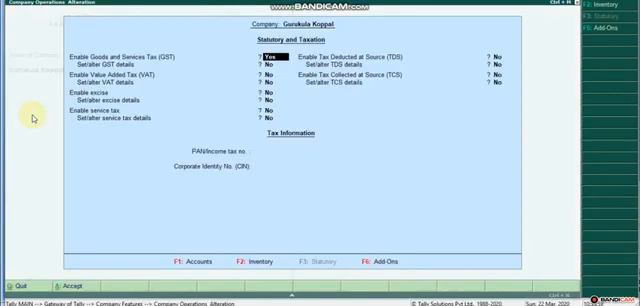 www.BANDICAM.com
Company Operations Alteration
Ctrl + M
F2: Inventory
F3: Statutory
F6: Add-Ons
Company: Gurukula Koppal
Statutory and Taxation
Enable Goods and Services Tax (GST) ? Yes
Set/alter GST details ? No
Enable Value Added Tax (VAT) ? No
Set/alter VAT details ? No
Enable excise ? No
Set/alter excise details ? No
Enable service tax ? No
Set/alter service tax details ? No
Enable Tax Deducted at Source (TDS) ? No
Set/alter TDS details ? No
Enable Tax Collected at Source (TCS) ? No
Set/alter TCS details ? No
Tax Information
PAN/Income tax no. :
Corporate Identity No. (CIN)
F1: Accounts F2: Inventory F3: Statutory F6: Add-Ons
Quit A: Accept
Tally MAIN --> Gateway of Tally --> Company Features --> Company Operations Alteration
© Tally Solutions Pvt Ltd., 1988-2020
Sun, 22 Mar, 2020
BANDICAM